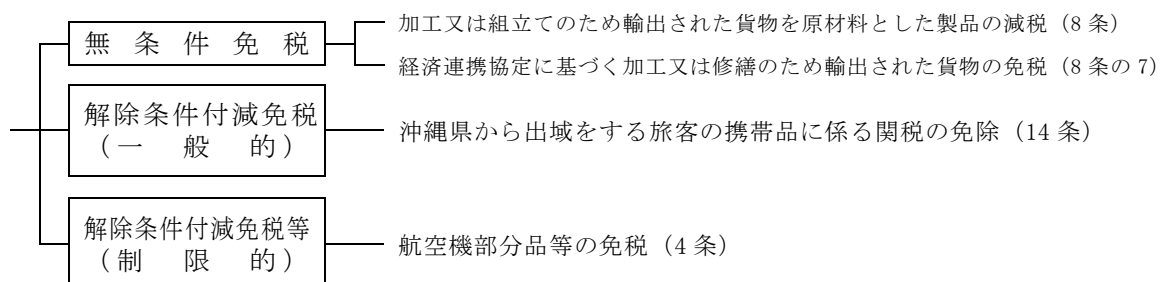 無条件免税
加工又は組立てのため輸出された貨物を原材料とした製品の減税（8 条）
経済連携協定に基づく加工又は修繕のため輸出された貨物の免税（8 条の 7）
解除条件付減免税
（一般的）
沖縄県から出域をする旅客の携帯品に係る関税の免除（14 条）
解除条件付減免税等
（制限的）
航空機部分品等の免税（4 条）